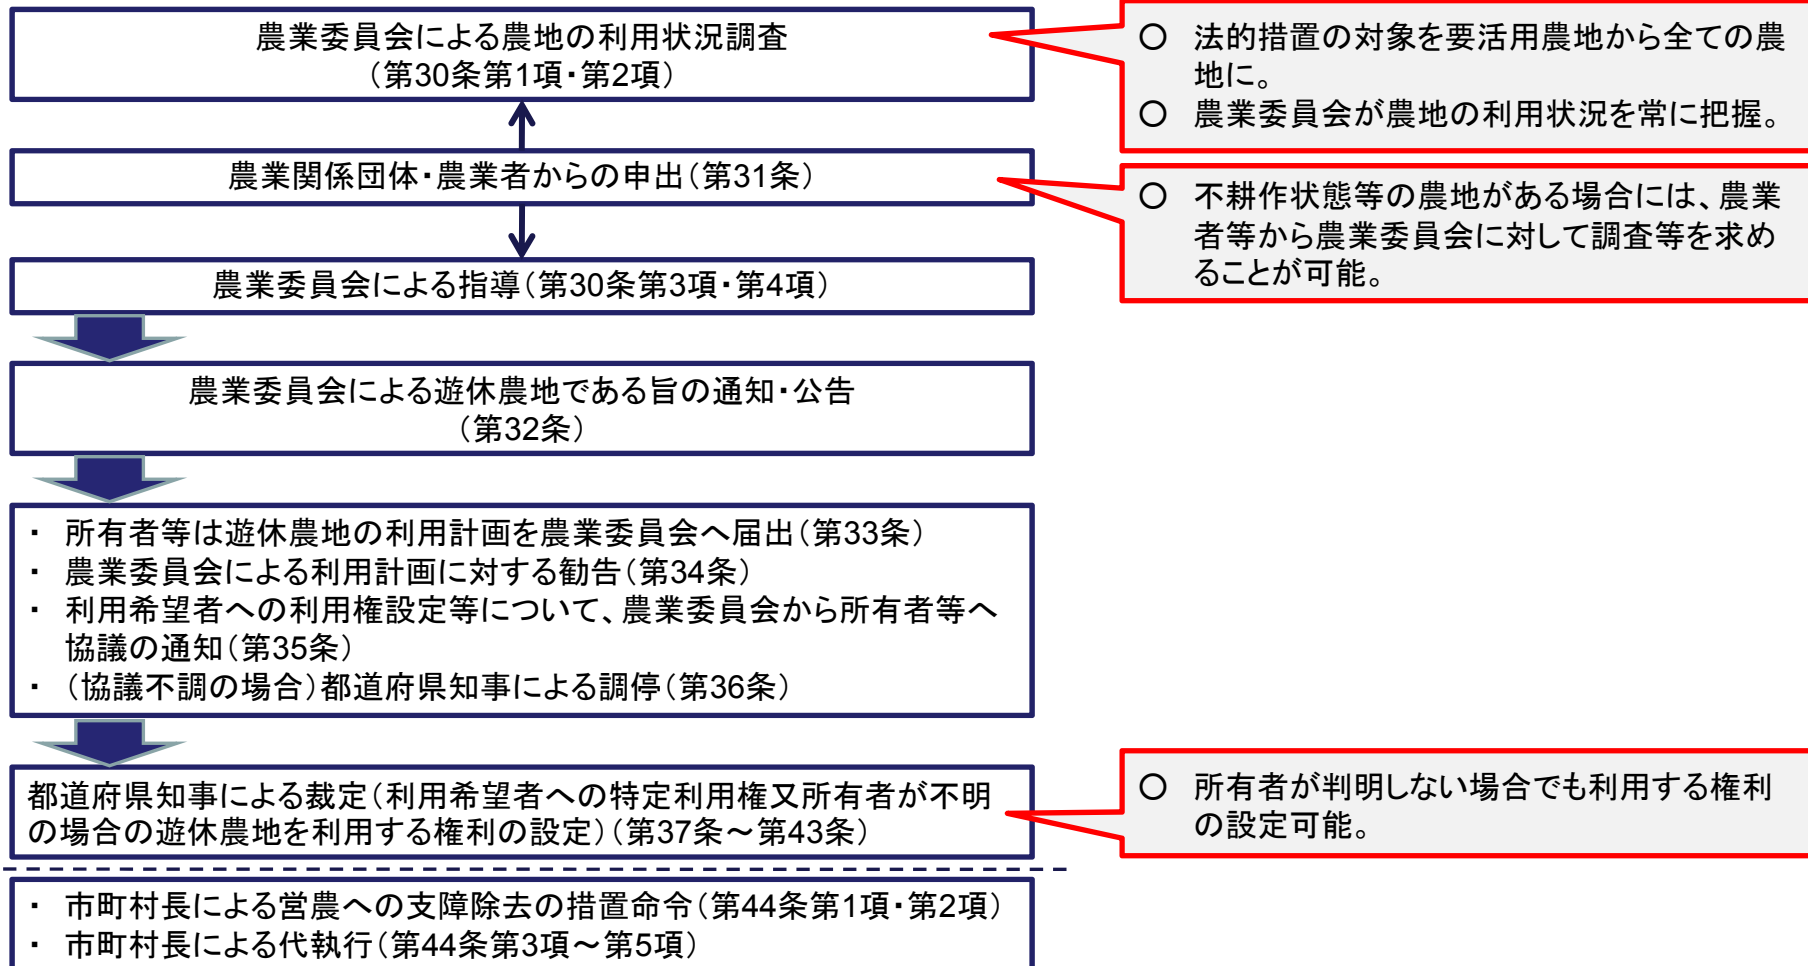 農業委員会による農地の利用状況調査
（第30条第1項・第2項）
○ 法的措置の対象を要活用農地から全ての農
地に。
○ 農業委員会が農地の利用状況を常に把握。
農業関係団体・農業者からの申出（第31条）
○ 不耕作状態等の農地がある場合には、農業
者等から農業委員会に対して調査等を求め
ることが可能。
農業委員会による指導（第30条第3項・第4項）
農業委員会による遊休農地である旨の通知・公告
（第32条）
・ 所有者等は遊休農地の利用計画を農業委員会へ届出（第33条）
・ 農業委員会による利用計画に対する勧告（第34条）
・ 利用希望者への利用権設定等について、農業委員会から所有者等へ
協議の通知（第35条）
・ （協議不調の場合）都道府県知事による調停（第36条）
都道府県知事による裁定（利用希望者への特定利用権又所有者が不明
の場合の遊休農地を利用する権利の設定）（第37条～第43条）
○ 所有者が判明しない場合でも利用する権利
の設定可能。
・ 市町村長による営農への支障除去の措置命令（第44条第1項・第2項）
・ 市町村長による代執行（第44条第3項～第5項）